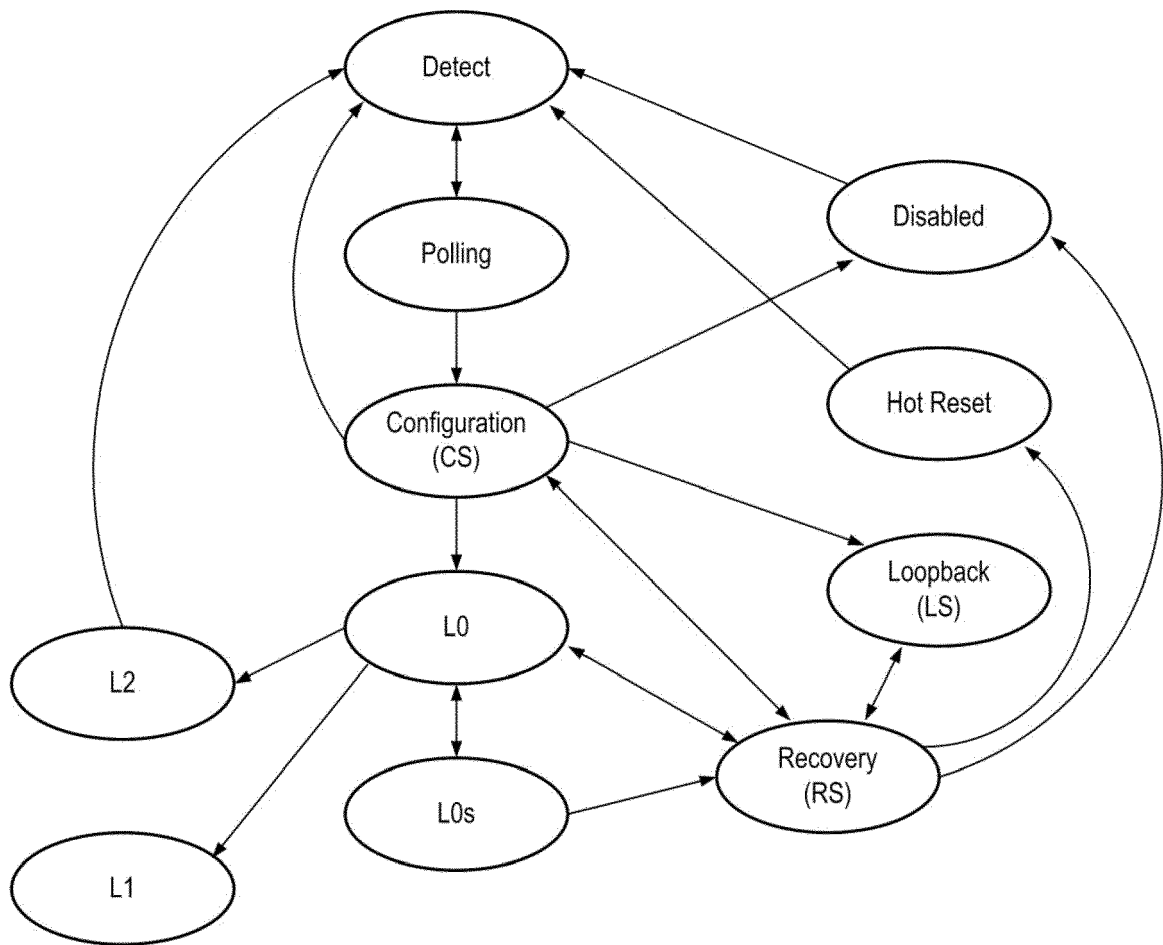 Detect
Polling
Disabled
Configuration
(CS)
Hot Reset
Loopback
(LS)
L0
L2
Recovery
(RS)
L0s
L1